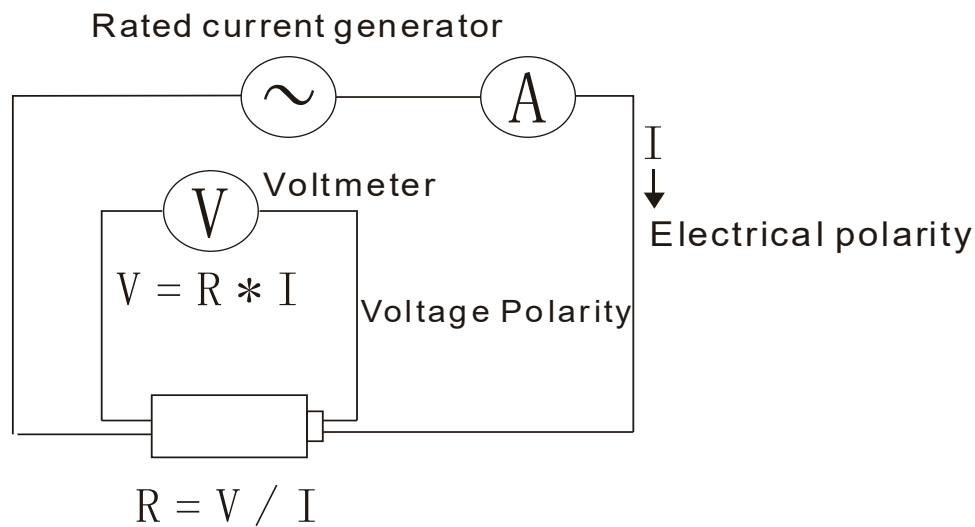 Rated current generator
~
A
I
V
Voltmeter
Electrical polarity
V = R * I
Voltage Polarity
R = V / I